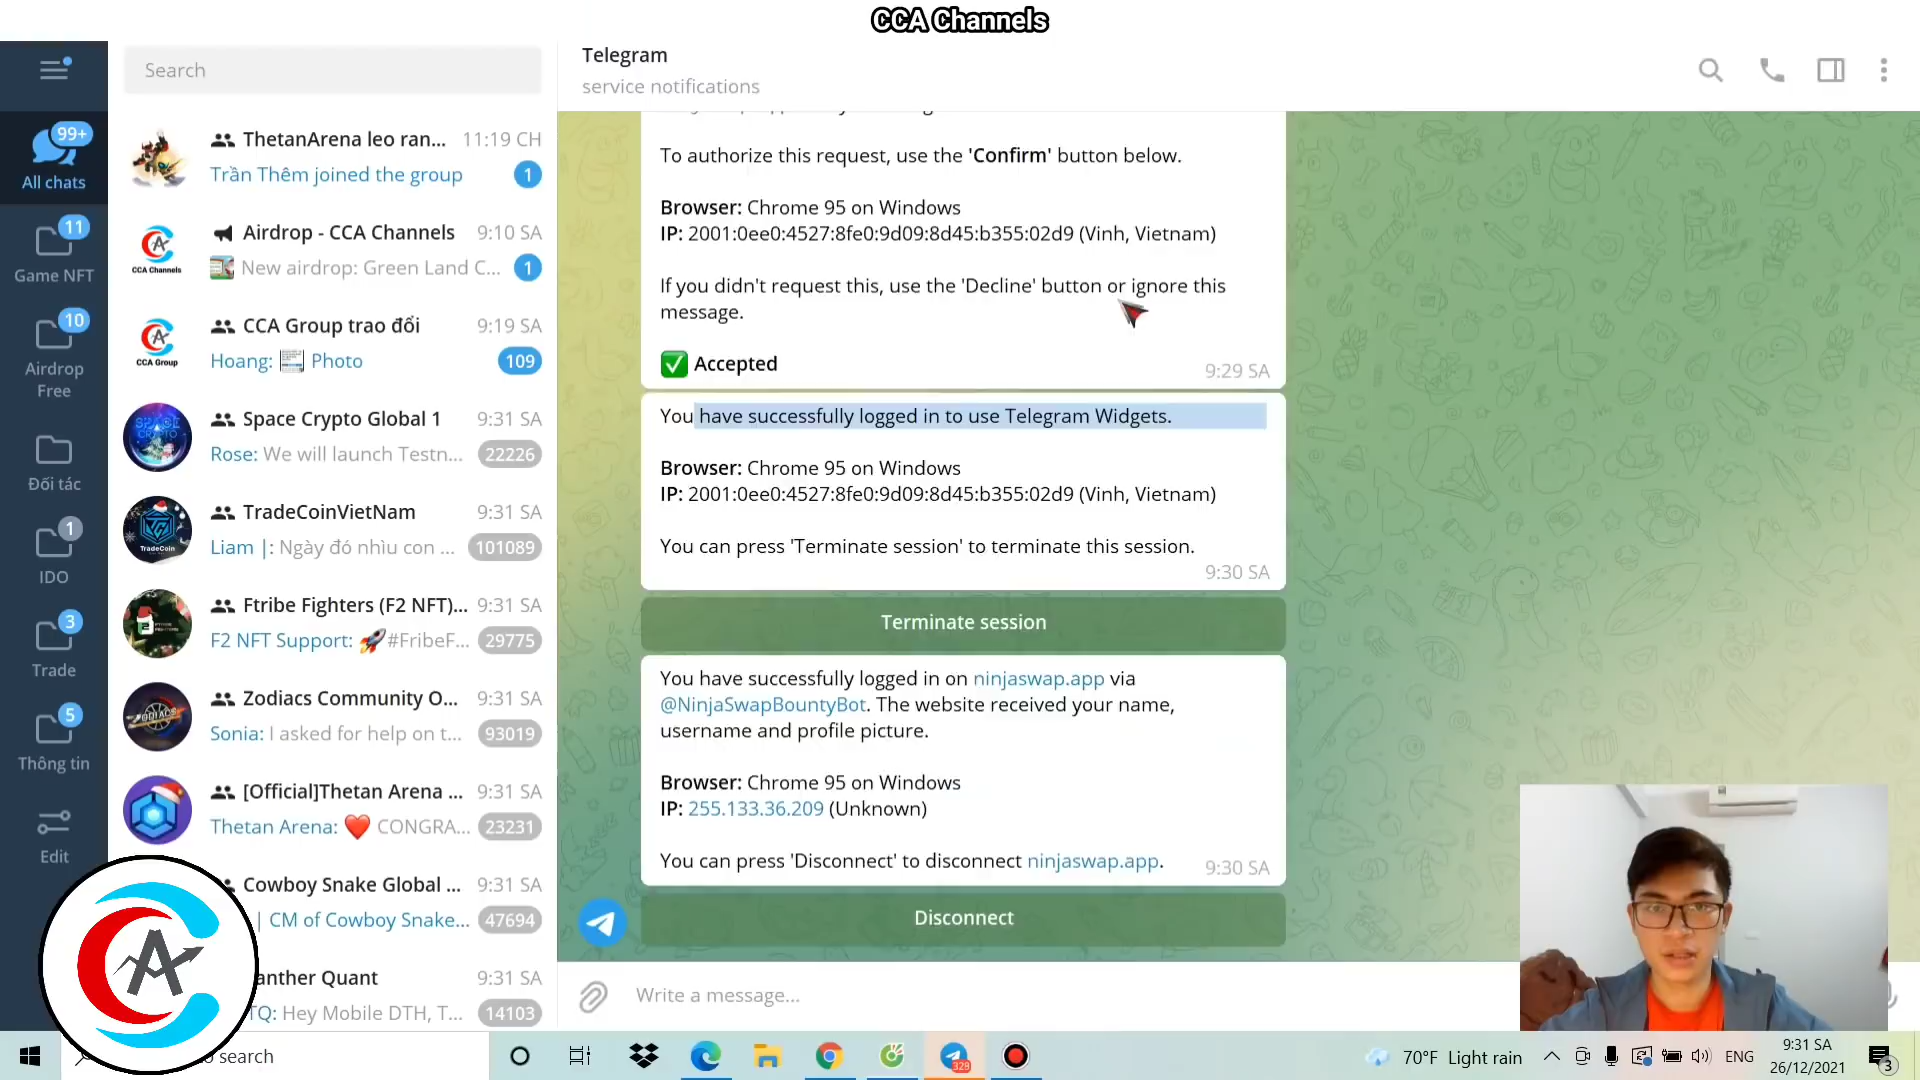 CCA Channels
Search
Telegram
service notifications
99+
All chats
11
Game NFT
10
Airdrop
Free
Đối tác
1
IDO
3
Trade
5
Thông tin
Edit
ThetanArena leo ran... 11:19 CH
Trần Thêm joined the group 1
Airdrop - CCA Channels 9:10 SA
New airdrop: Green Land C... 1
CCA Channels
CCA Group trao đổi 9:19 SA
Hoang: Photo 109
CCA Group
Space Crypto Global 1 9:31 SA
Rose: We will launch Testn... 22226
TradeCoinVietNam 9:31 SA
Liam |: Ngày đó nhìu con ... 101089
Ftribe Fighters (F2 NFT)... 9:31 SA
F2 NFT Support: 🚀#FribeF... 29775
Zodiacs Community O... 9:31 SA
Sonia: I asked for help on t... 93019
[Official]Thetan Arena ... 9:31 SA
Thetan Arena: ❤️ CONGRA... 23231
Cowboy Snake Global ... 9:31 SA
| CM of Cowboy Snake... 47694
anther Quant 9:31 SA
TQ: Hey Mobile DTH, T... 14103
To authorize this request, use the 'Confirm' button below.
Browser: Chrome 95 on Windows
IP: 2001:0ee0:4527:8fe0:9d09:8d45:b355:02d9 (Vinh, Vietnam)
If you didn't request this, use the 'Decline' button or ignore this
message.
✅ Accepted 9:29 SA
You have successfully logged in to use Telegram Widgets.
Browser: Chrome 95 on Windows
IP: 2001:0ee0:4527:8fe0:9d09:8d45:b355:02d9 (Vinh, Vietnam)
You can press 'Terminate session' to terminate this session.
9:30 SA
Terminate session
You have successfully logged in on ninjaswap.app via
@NinjaSwapBountyBot. The website received your name,
username and profile picture.
Browser: Chrome 95 on Windows
IP: 255.133.36.209 (Unknown)
You can press 'Disconnect' to disconnect ninjaswap.app. 9:30 SA
Disconnect
Write a message...
search
328
70°F Light rain
ENG
9:31 SA
26/12/2021
3